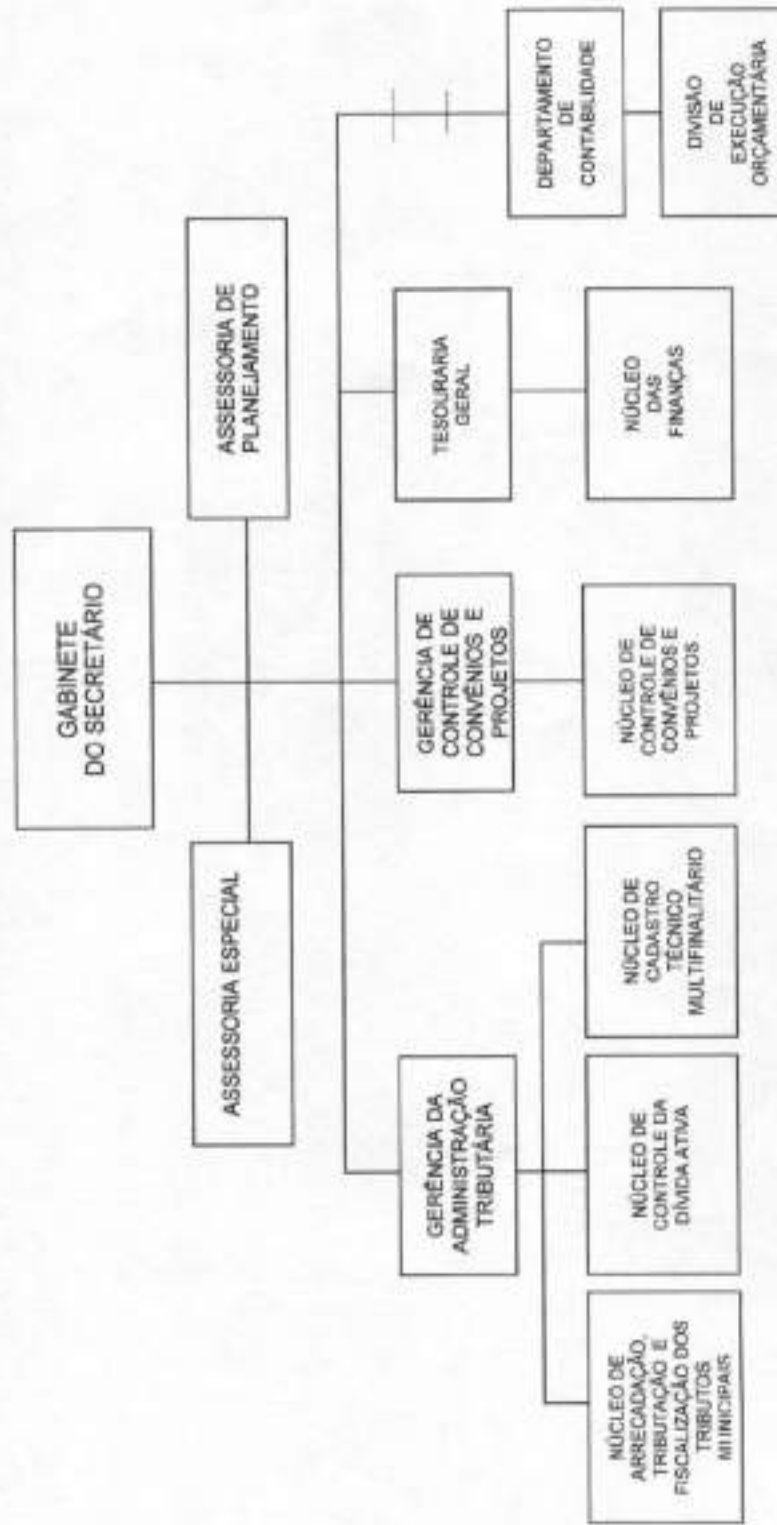 GABINETE
DO SECRETÁRIO
ASSESSORIA ESPECIAL
ASSESSORIA DE
PLANEJAMENTO
GERÊNCIA DA
ADMINISTRAÇÃO
TRIBUTÁRIA
GERÊNCIA DE
CONTROLE DE
CONVÊNIOS E
PROJETOS
TESOURARIA
GERAL
DEPARTAMENTO
DE
CONTABILIDADE
NÚCLEO DE
ARRECADAÇÃO,
TRIBUTAÇÃO E
FISCALIZAÇÃO DOS
TRIBUTOS
MUNICIPAIS
NÚCLEO DE
CONTROLE DA
DÍVIDA ATIVA
NÚCLEO DE
CADASTRO
TÉCNICO
MULTIFINALITÁRIO
NÚCLEO DE
CONTROLE DE
CONVÊNIOS E
PROJETOS
NÚCLEO
DAS
FINANÇAS
DIVISÃO
DE
EXECUÇÃO
ORÇAMENTÁRIA